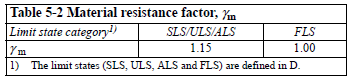 Table 5-2 Material resistance factor, γm
Limit state category1) SLS/ULS/ALS FLS
γm 1.15 1.00
1) The limit states (SLS, ULS, ALS and FLS) are defined in D.